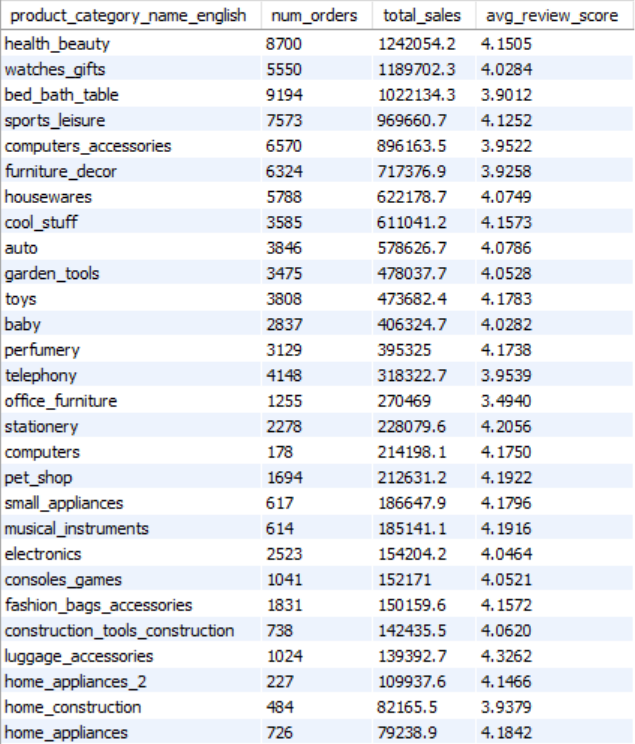 product_category_name_english num_orders total_sales avg_review_score
health_beauty 8700 1242054.2 4.1505
watches_gifts 5550 1189702.3 4.0284
bed_bath_table 9194 1022134.3 3.9012
sports_leisure 7573 969660.7 4.1252
computers_accessories 6570 896163.5 3.9522
furniture_decor 6324 717376.9 3.9258
housewares 5788 622178.7 4.0749
cool_stuff 3585 611041.2 4.1573
auto 3846 578626.7 4.0786
garden_tools 3475 478037.7 4.0528
toys 3808 473682.4 4.1783
baby 2837 406324.7 4.0282
perfumery 3129 395325 4.1738
telephony 4148 318322.7 3.9539
office_furniture 1255 270469 3.4940
stationery 2278 228079.6 4.2056
computers 178 214198.1 4.1750
pet_shop 1694 212631.2 4.1922
small_appliances 617 186647.9 4.1796
musical_instruments 614 185141.1 4.1916
electronics 2523 154204.2 4.0464
consoles_games 1041 152171 4.0521
fashion_bags_accessories 1831 150159.6 4.1572
construction_tools_construction 738 142435.5 4.0620
luggage_accessories 1024 139392.7 4.3262
home_appliances_2 227 109937.6 4.1466
home_construction 484 82165.5 3.9379
home_appliances 726 79238.9 4.1842